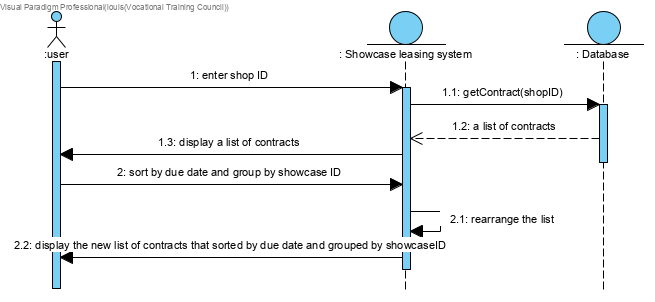 Visual Paradigm Professional(louis(Vocational Training Council))
:user
: Showcase leasing system
: Database
1: enter shop ID
1.1: getContract(shopID)
1.2: a list of contracts
1.3: display a list of contracts
2: sort by due date and group by showcase ID
2.1: rearrange the list
2.2: display the new list of contracts that sorted by due date and grouped by showcaseID